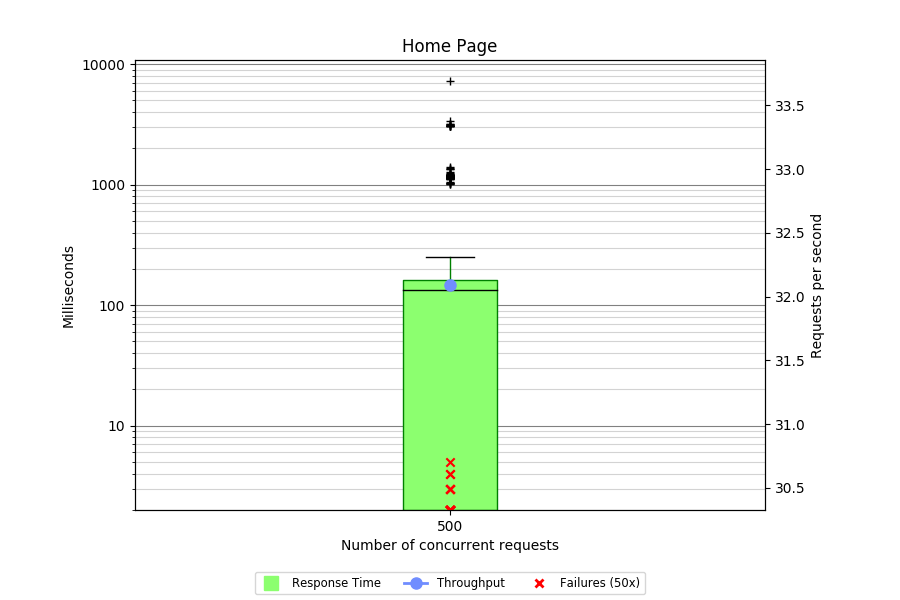 Home Page
10000
1000
100
10
Milliseconds
33.5
33.0
32.5
32.0
31.5
31.0
30.5
Requests per second
500
Number of concurrent requests
Response Time Throughput Failures (50x)